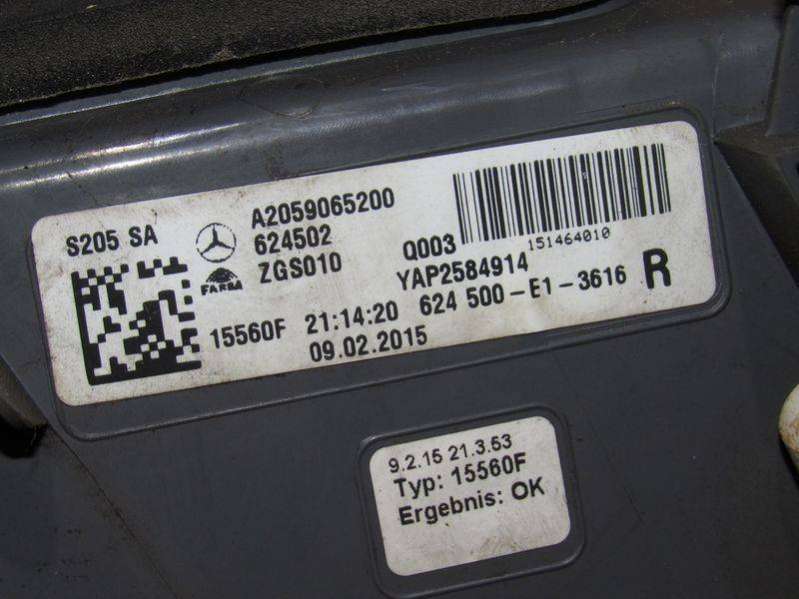 S205 SA
A2059065200
624502
ZGS010
FARBA
Q003
151464010
YAP2584914
15560F 21:14:20 624 500-E1-3616 R
09.02.2015
9.2.15 21.3.53
Typ: 15560F
Ergebnis: OK